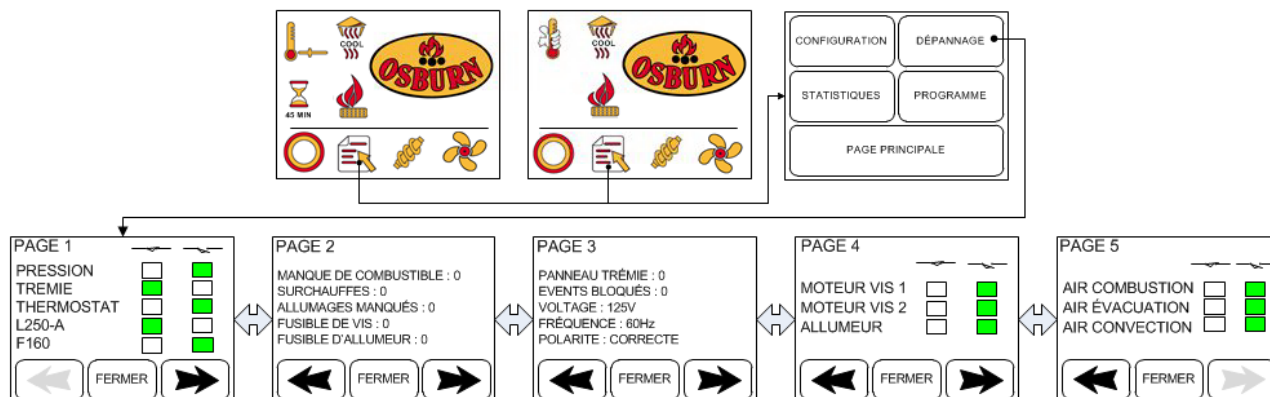 COOL
OSBURN
45 MIN
COOL
OSBURN
CONFIGURATION
DÉPANNAGE
STATISTIQUES
PROGRAMME
PAGE PRINCIPALE
PAGE 1
PRESSION
TREMIE
THERMOSTAT
L250-A
F160
FERMER
PAGE 2
MANQUE DE COMBUSTIBLE : 0
SURCHAUFFES : 0
ALLUMAGES MANQUÉS : 0
FUSIBLE DE VIS : 0
FUSIBLE D'ALLUMEUR : 0
FERMER
PAGE 3
PANNEAU TRÉMIE : 0
EVENTS BLOQUÉS : 0
VOLTAGE : 125V
FRÉQUENCE : 60Hz
POLARITE : CORRECTE
FERMER
PAGE 4
MOTEUR VIS 1
MOTEUR VIS 2
ALLUMEUR
FERMER
PAGE 5
AIR COMBUSTION
AIR ÉVACUATION
AIR CONVECTION
FERMER